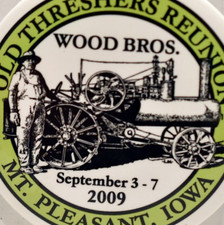 OLD THRESHERS REUNION
WOOD BROS.
September 3 - 7
2009
MT. PLEASANT, IOWA